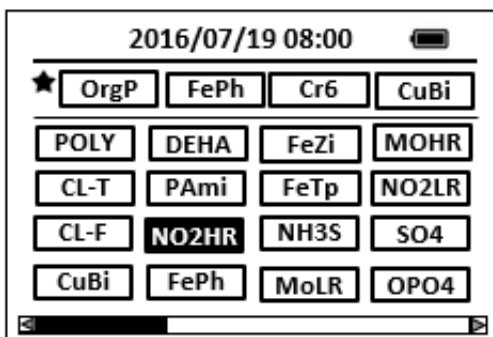 2016/07/19 08:00
OrgP FePh Cr6 CuBi
POLY DEHA FeZi MOHR
CL-T PAmi FeTp NO2LR
CL-F NO2HR NH3S SO4
CuBi FePh MoLR OPO4